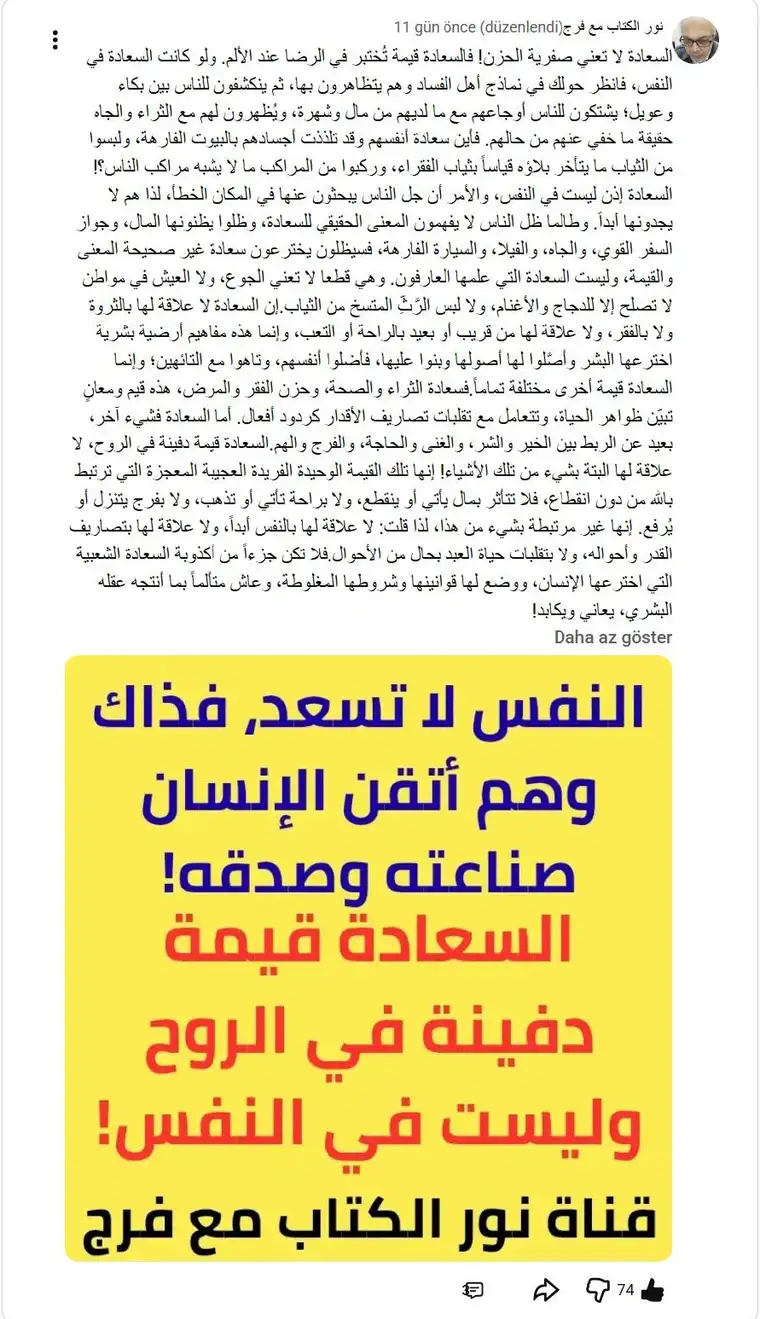 نور الكتاب مع فرج(düzenlendi) 11 gün önce
السعادة لا تعني صفرية الحزن! فالسعادة قيمة تُختبر في الرضا عند الألم. ولو كانت السعادة في
النفس، فانظر حولك في نماذج أهل الفساد وهم يتظاهرون بها، ثم ينكشفون للناس بين بكاء
وعويل؛ يشتكون للناس أوجاعهم مع ما لديهم من مال وشهرة، ويُظهرون لهم مع الثراء والجاه
حقيقة ما خفي عنهم من حالهم. فأين سعادة أنفسهم وقد تلذذت أجسادهم بالبيوت الفارهة، ولبسوا
من الثياب ما يتأخر بلاؤه قياساً بثياب الفقراء، وركبوا من المراكب ما لا يشبه مراكب الناس؟!
السعادة إذن ليست في النفس، والأمر أن جل الناس يبحثون عنها في المكان الخطأ، لذا هم لا
يجدونها أبداً. وطالما ظل الناس لا يفهمون المعنى الحقيقي للسعادة، وظلوا يظنونها المال، وجواز
السفر القوي، والجاه، والفيلا، والسيارة الفارهة، فسيظلون يخترعون سعادة غير صحيحة المعنى
والقيمة، وليست السعادة التي علمها العارفون. وهي قطعا لا تعني الجوع، ولا العيش في مواطن
لا تصلح إلا للدجاج والأغنام، ولا لبس الرَّثِّ المتسخ من الثياب.إن السعادة لا علاقة لها بالثروة
ولا بالفقر، ولا علاقة لها من قريب أو بعيد بالراحة أو التعب، وإنما هذه مفاهيم أرضية بشرية
اخترعها البشر وأصَّلوا لها أصولها وبنوا عليها، فأضلوا أنفسهم، وتاهوا مع التائهين؛ وإنما
السعادة قيمة أخرى مختلفة تماماً.فسعادة الثراء والصحة، وحزن الفقر والمرض، هذه قيم ومعانٍ
تبيّن ظواهر الحياة، وتتعامل مع تقلبات تصاريف الأقدار كردود أفعال. أما السعادة فشيء آخر،
بعيد عن الربط بين الخير والشر، والغنى والحاجة، والفرج والهم.السعادة قيمة دفينة في الروح، لا
علاقة لها البتة بشيء من تلك الأشياء! إنها تلك القيمة الوحيدة الفريدة العجيبة المعجزة التي ترتبط
بالله من دون انقطاع، فلا تتأثر بمال يأتي أو ينقطع، ولا براحة تأتي أو تذهب، ولا بفرج يتنزل أو
يُرفع. إنها غير مرتبطة بشيء من هذا، لذا قلت: لا علاقة لها بالنفس أبداً، ولا علاقة لها بتصاريف
القدر وأحواله، ولا بتقلبات حياة العبد بحال من الأحوال.فلا تكن جزءاً من أكذوبة السعادة الشعبية
التي اخترعها الإنسان، ووضع لها قوانينها وشروطها المغلوطة، وعاش متألماً بما أنتجه عقله
البشري، يعاني ويكابد!
Daha az göster
النفس لا تسعد, فذاك
وهم أتقن الإنسان
صناعته وصدقه!
السعادة قيمة
دفينة في الروح
وليست في النفس!
قناة نور الكتاب مع فرج
74